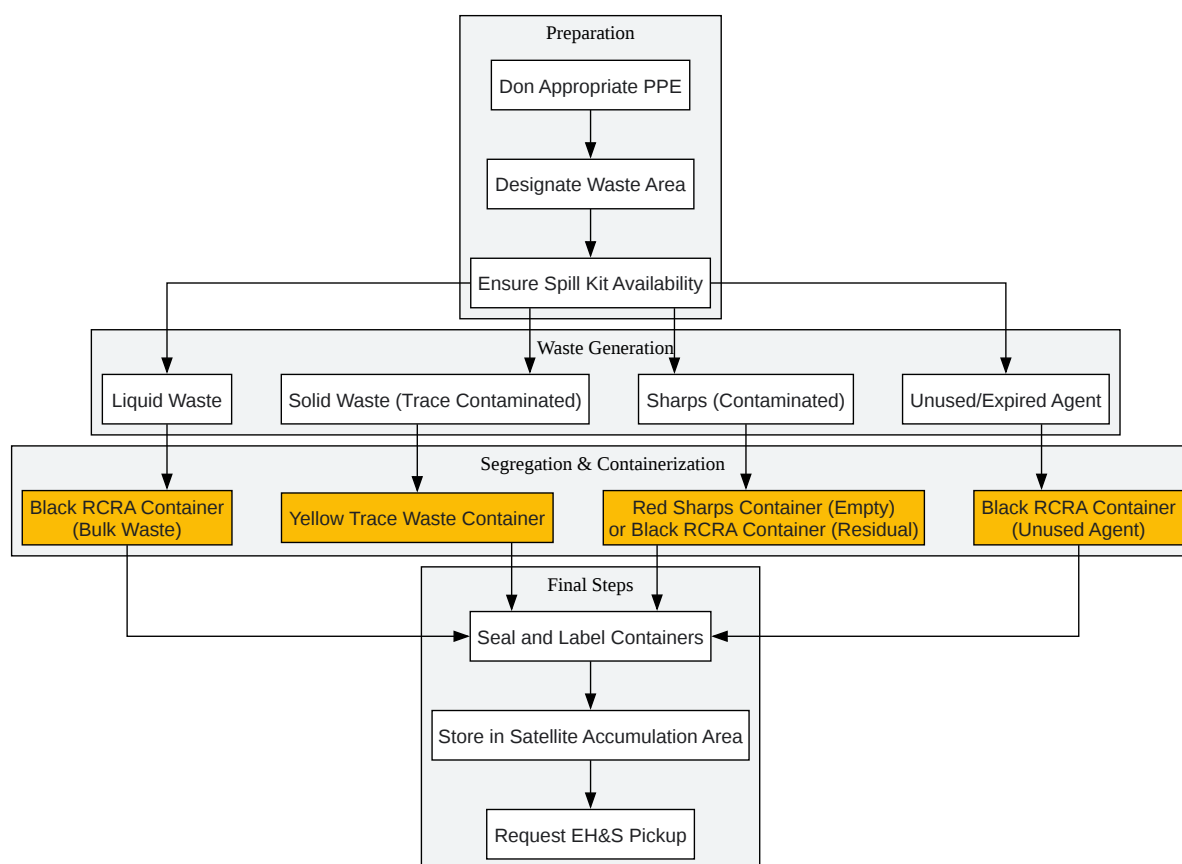 Preparation
Don Appropriate PPE
Designate Waste Area
Ensure Spill Kit Availability
Waste Generation
Liquid Waste
Solid Waste (Trace Contaminated)
Sharps (Contaminated)
Unused/Expired Agent
Segregation & Containerization
Black RCRA Container
(Bulk Waste)
Yellow Trace Waste Container
Red Sharps Container (Empty)
or Black RCRA Container (Residual)
Black RCRA Container
(Unused Agent)
Final Steps
Seal and Label Containers
Store in Satellite Accumulation Area
Request EH&S Pickup